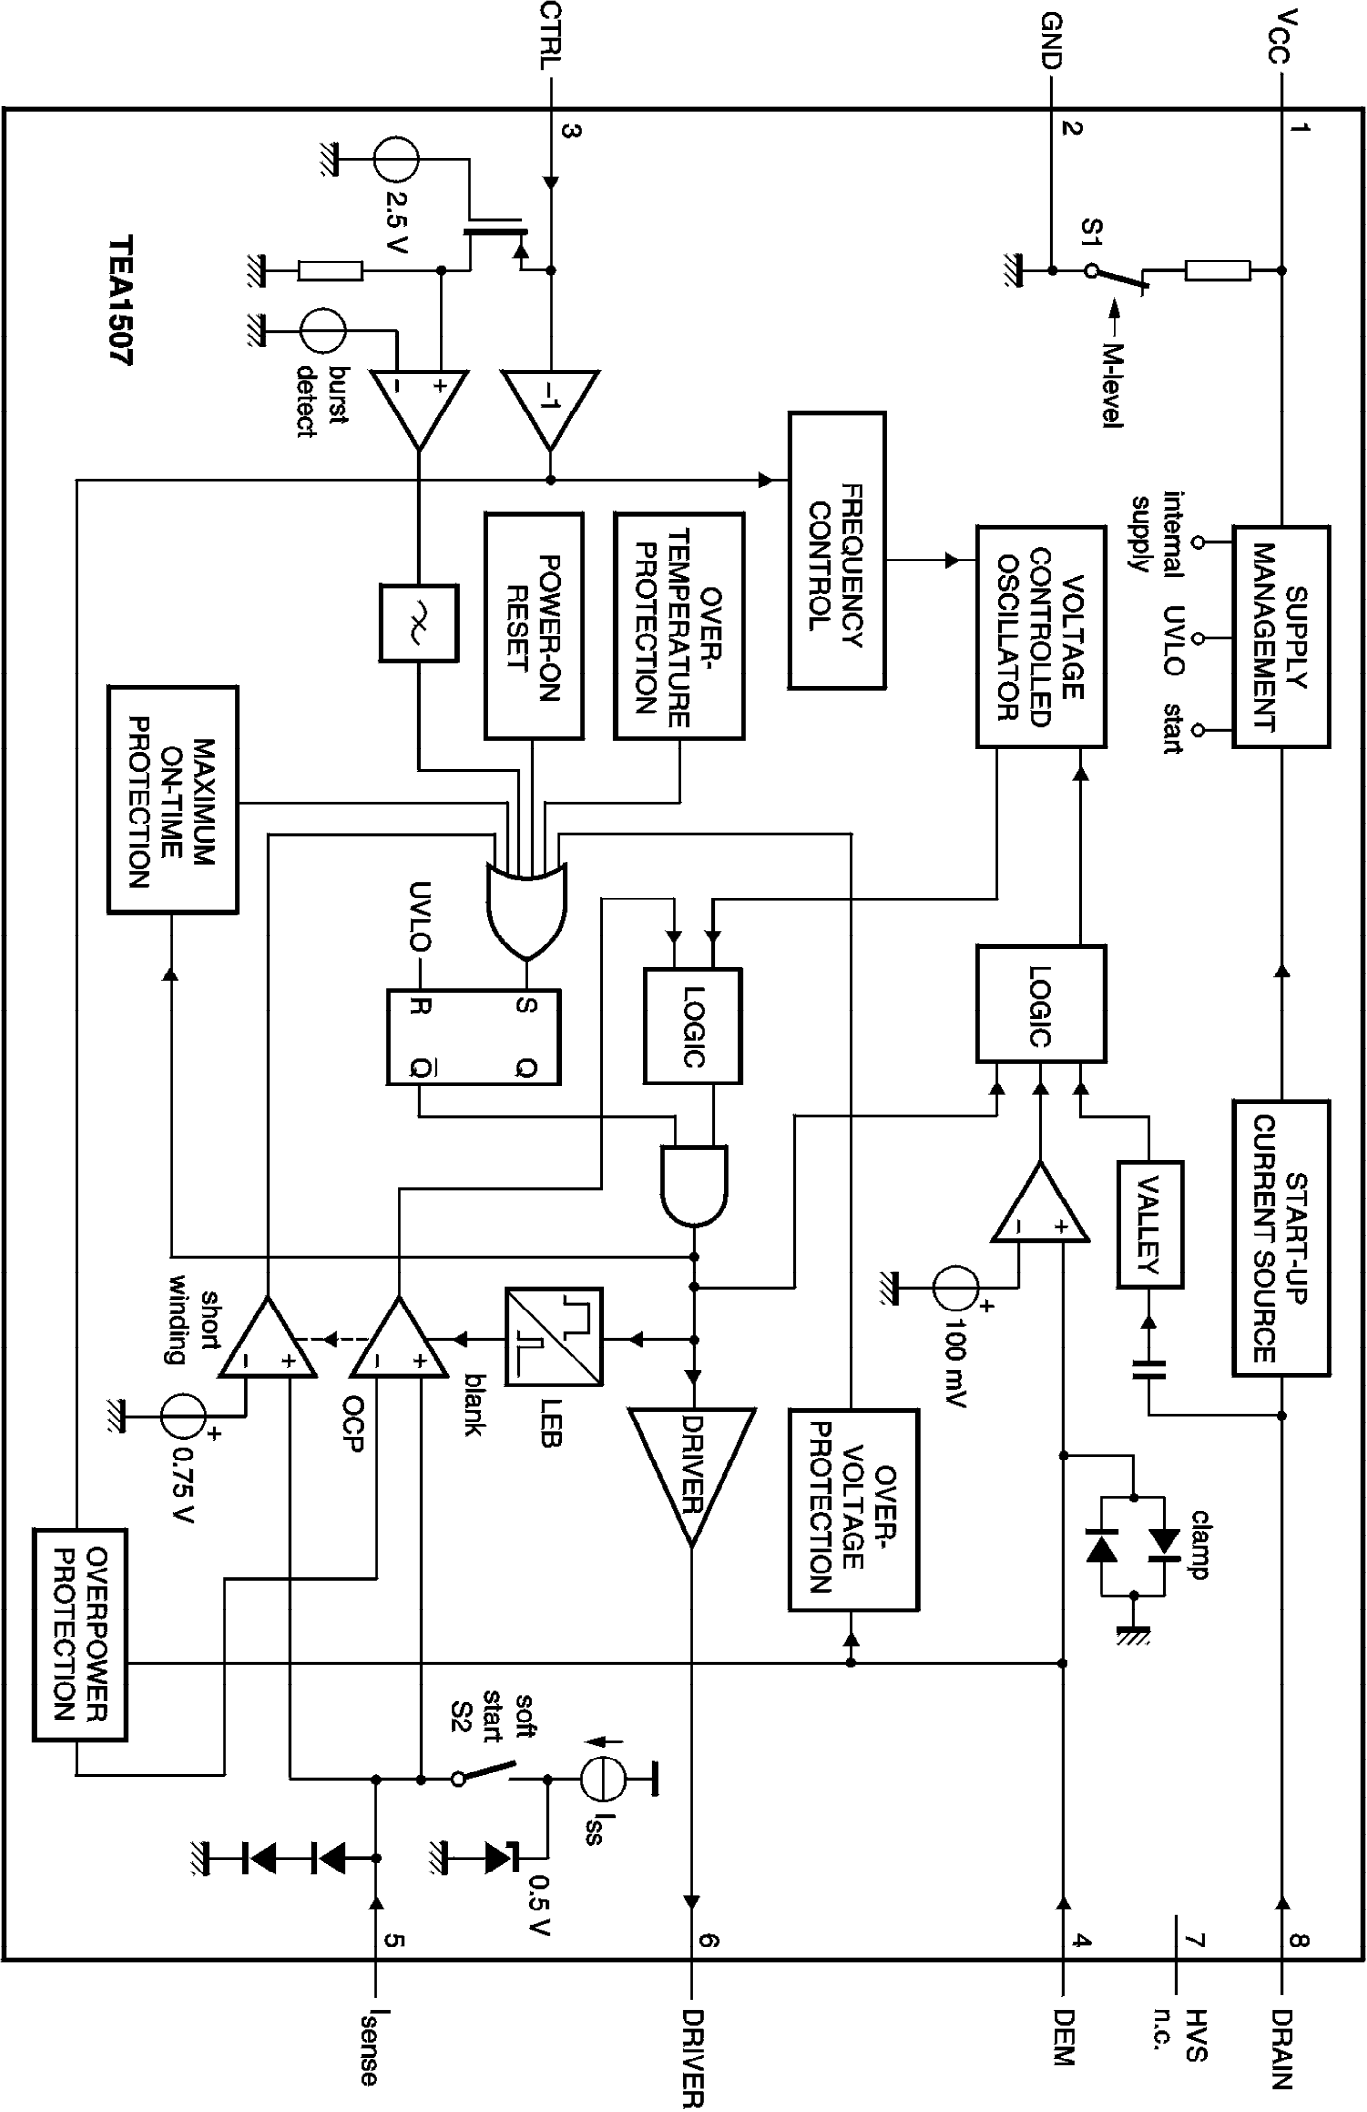 VCC
1
SUPPLY
MANAGEMENT
START-UP
CURRENT SOURCE
8
DRAIN
internal
supply
UVLO
start
S1
M-level
VALLEY
clamp
7
HVS
n.c.
GND
2
VOLTAGE
CONTROLLED
OSCILLATOR
LOGIC
+
-
100 mV
+
4
DEM
FREQUENCY
CONTROL
OVER-
VOLTAGE
PROTECTION
OVER-
TEMPERATURE
PROTECTION
LOGIC
DRIVER
6
DRIVER
CTRL
3
-1
POWER-ON
RESET
S
Q
R
Q̅
UVLO
LEB
blank
Iss
soft
start
S2
0.5 V
2.5 V
burst
detect
+
-
OCP
+
-
5
Isense
short
winding
+
-
0.75 V
+
MAXIMUM
ON-TIME
PROTECTION
OVERPOWER
PROTECTION
TEA1507